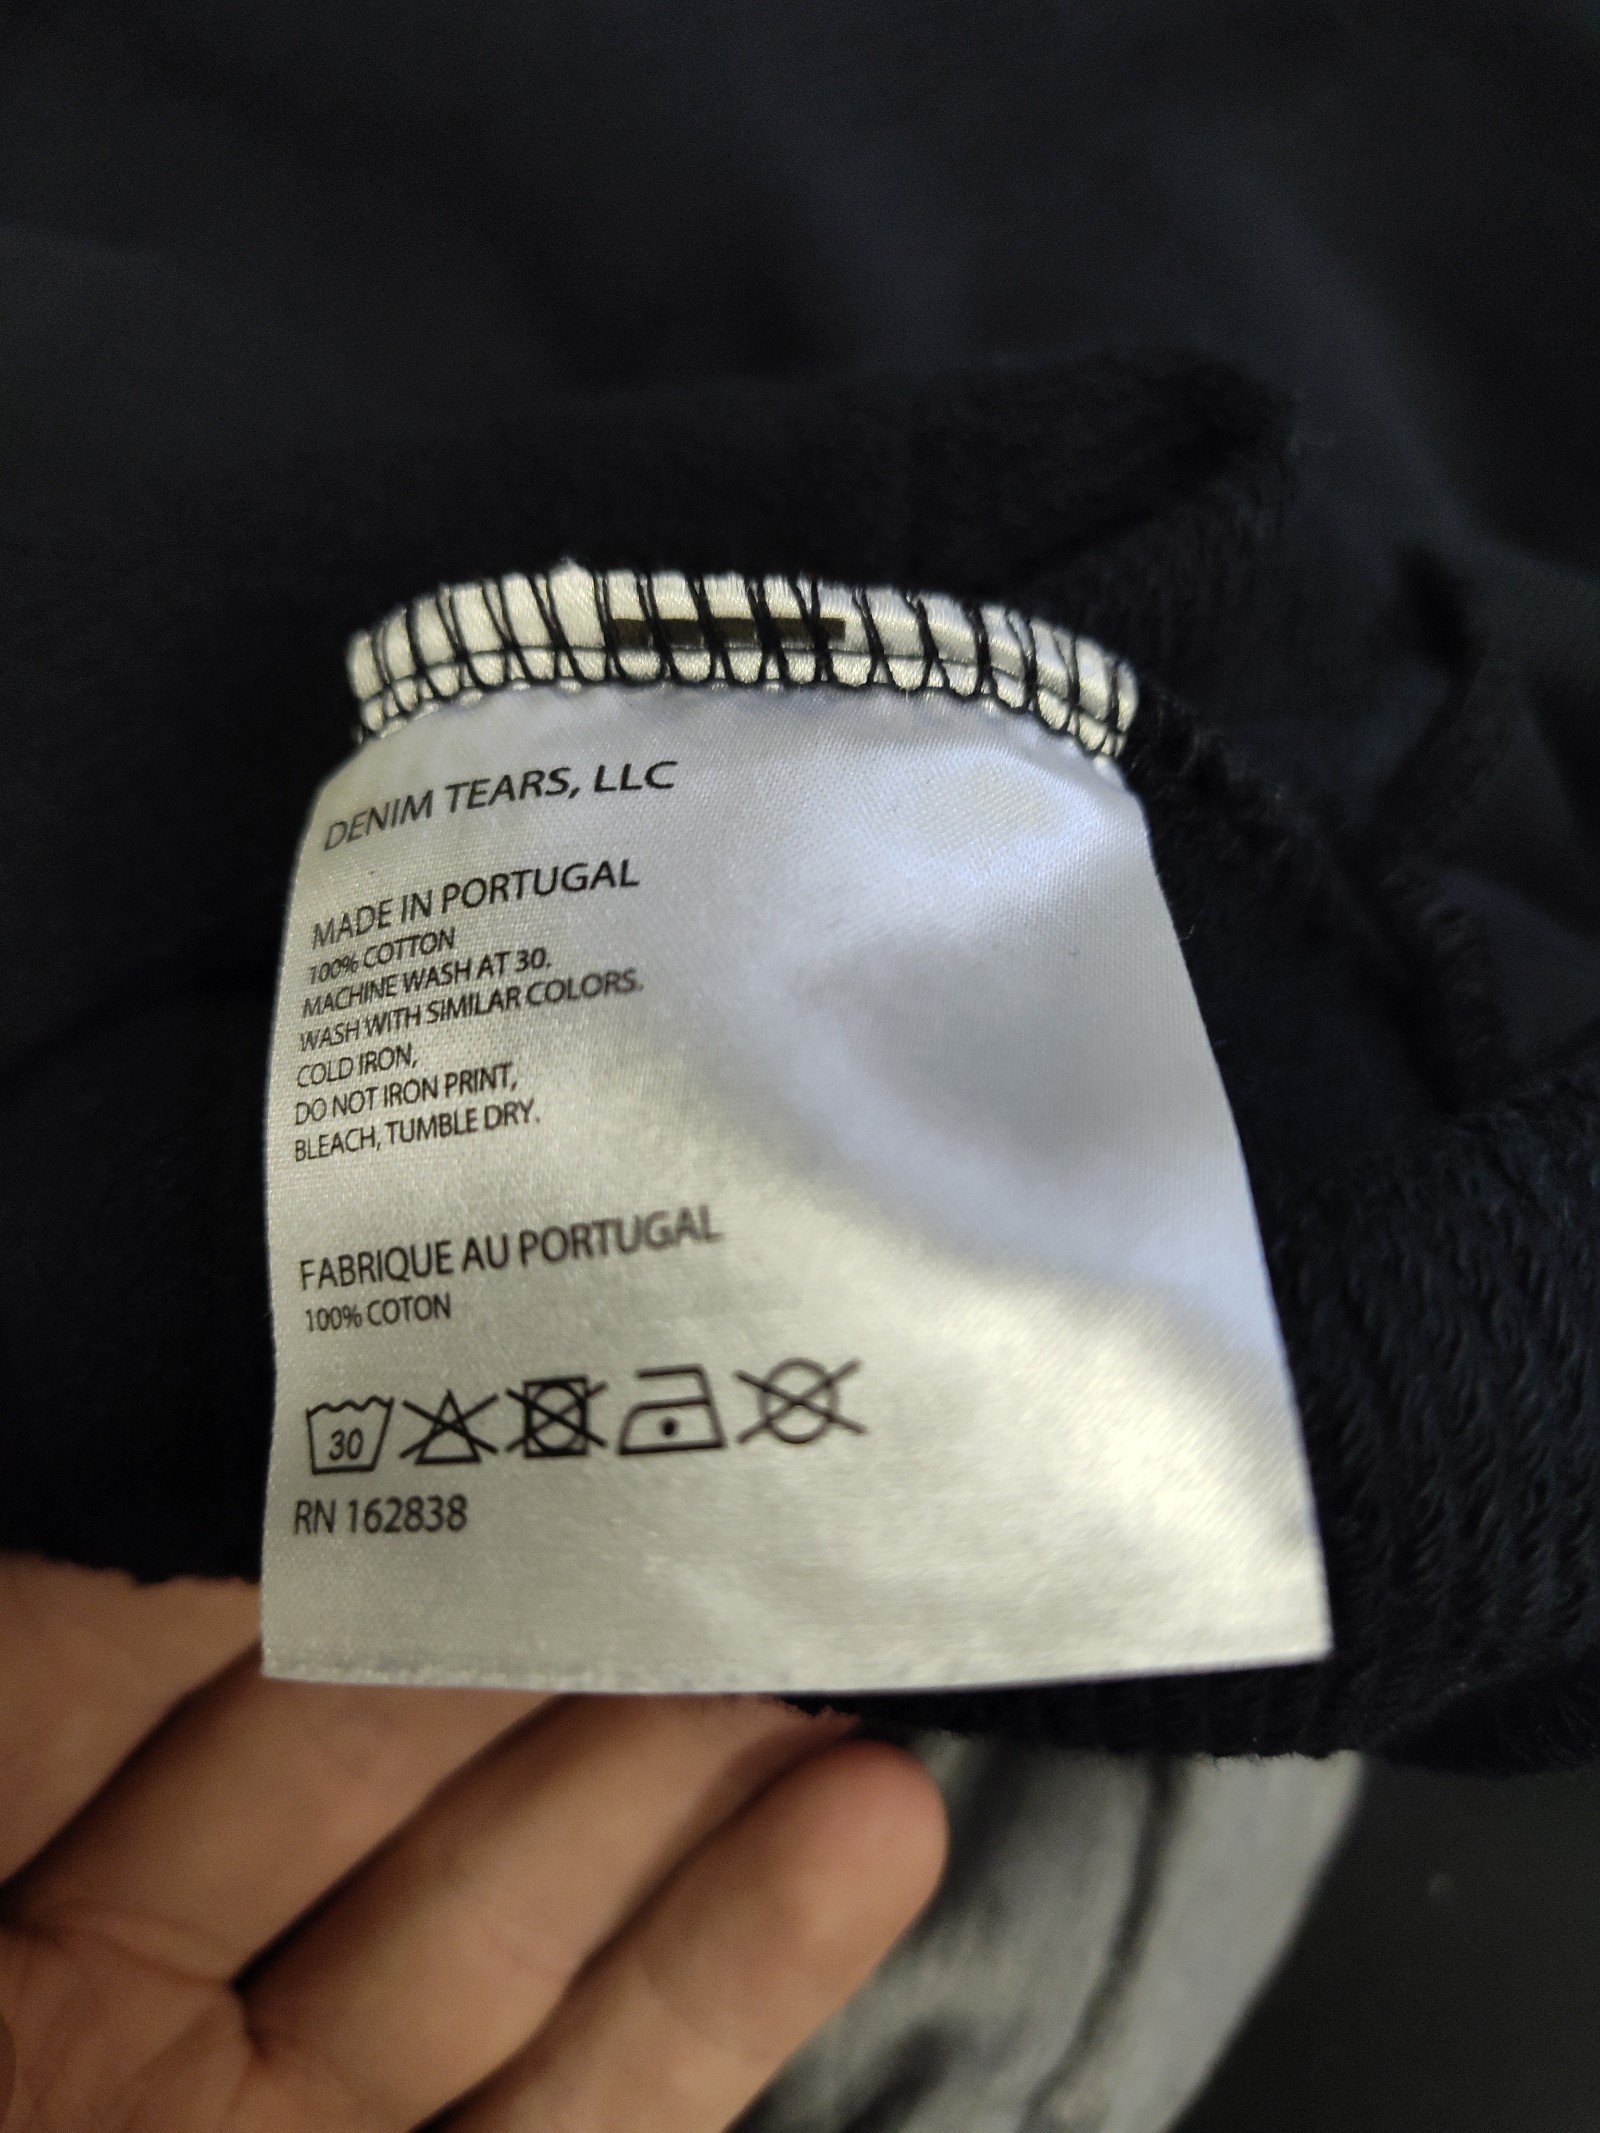 DENIM TEARS, LLC
MADE IN PORTUGAL
100% COTTON
MACHINE WASH AT 30.
WASH WITH SIMILAR COLORS.
COLD IRON,
DO NOT IRON PRINT,
BLEACH, TUMBLE DRY.
FABRIQUE AU PORTUGAL
100% COTON
30
RN 162838